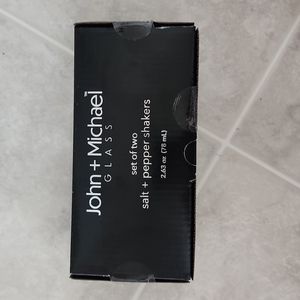 John + Michael
GLASS
set of two
salt + pepper shakers
2.63 oz (78 mL)